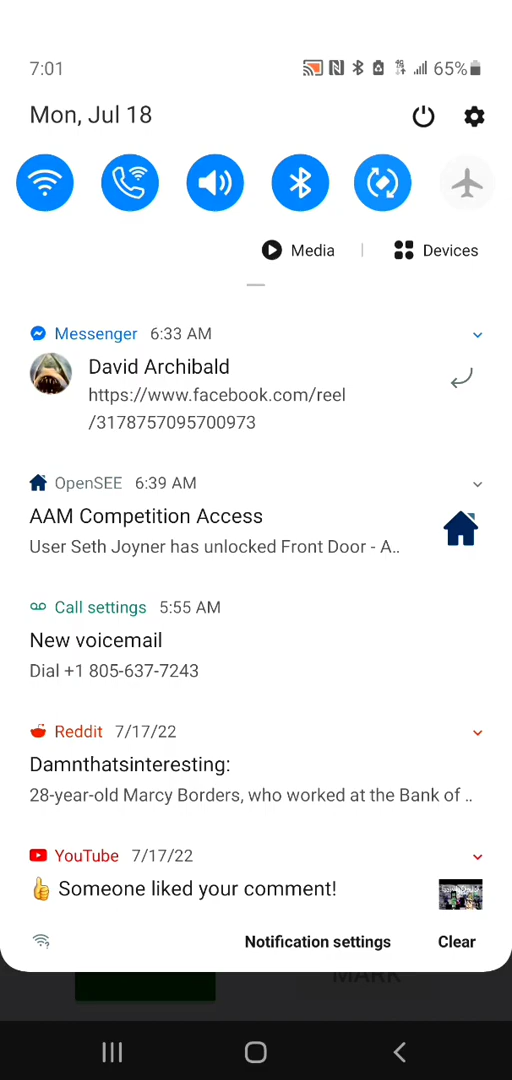 7:01 65%
Mon, Jul 18
Media | Devices
Messenger 6:33 AM
David Archibald
https://www.facebook.com/reel
/3178757095700973
OpenSEE 6:39 AM
AAM Competition Access
User Seth Joyner has unlocked Front Door - A..
Call settings 5:55 AM
New voicemail
Dial +1 805-637-7243
Reddit 7/17/22
Damnthatsinteresting:
28-year-old Marcy Borders, who worked at the Bank of ..
YouTube 7/17/22
👍 Someone liked your comment!
Notification settings Clear
MARK